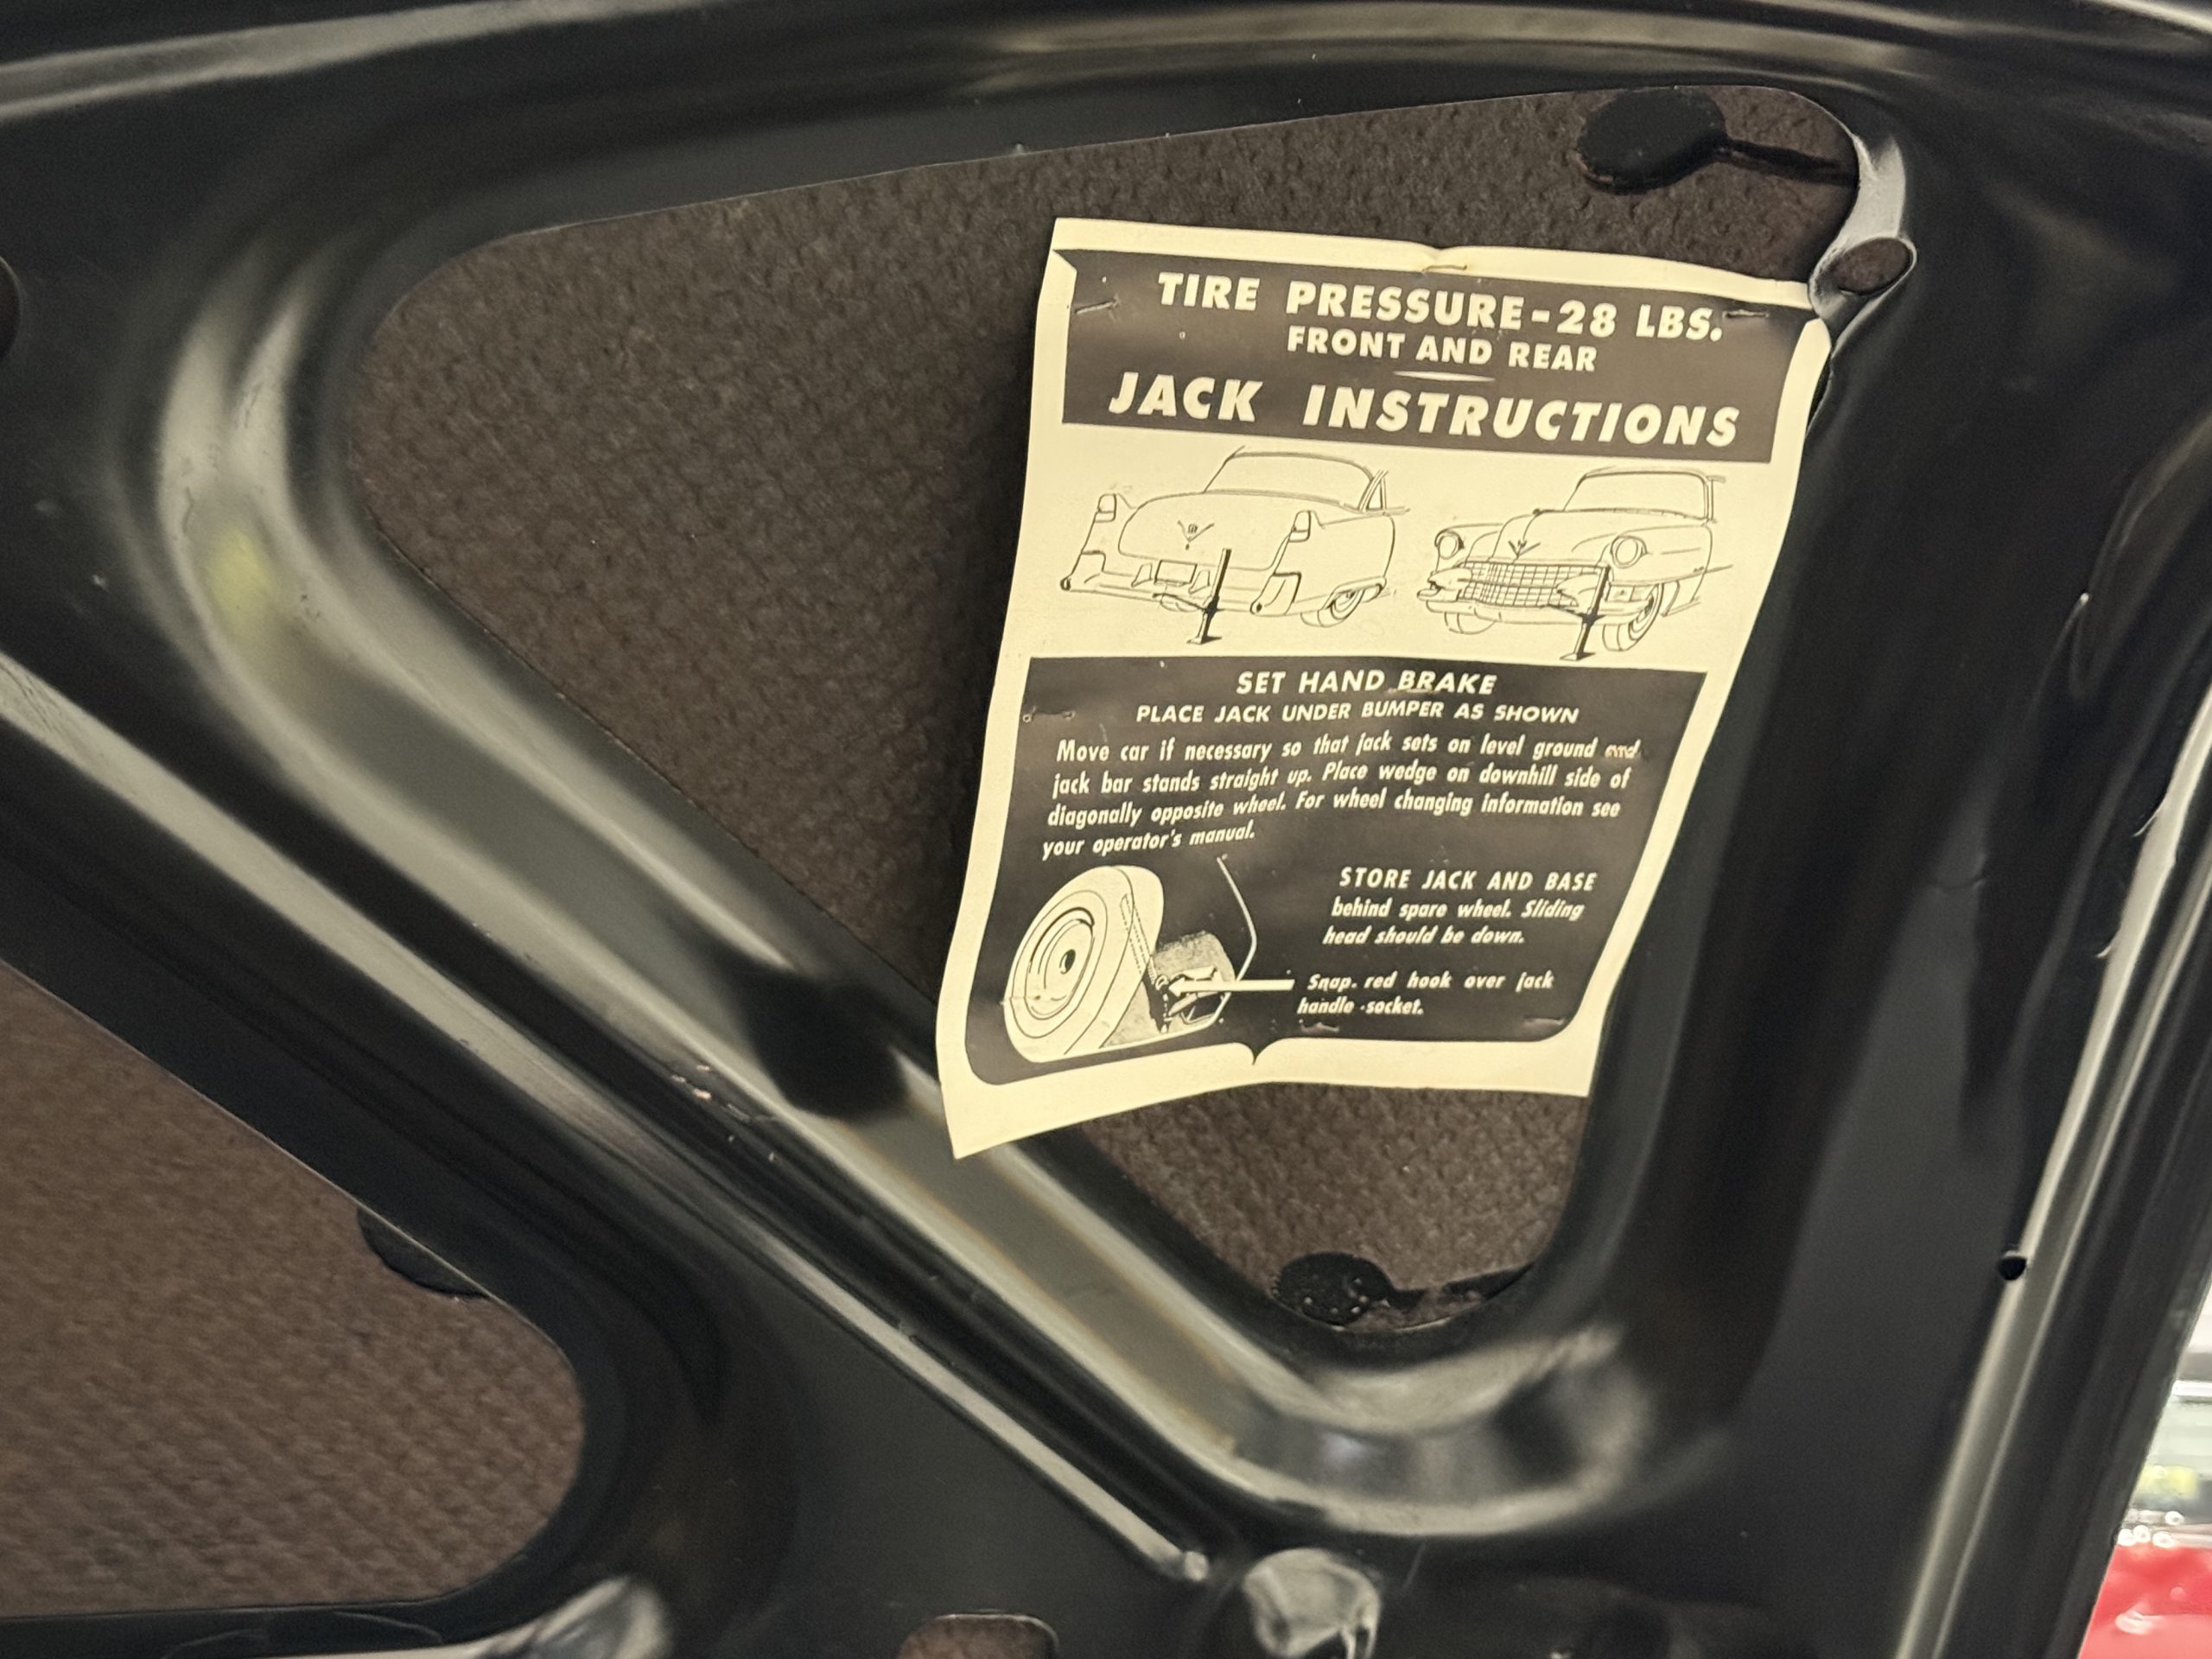 TIRE PRESSURE-28 LBS.
FRONT AND REAR
JACK INSTRUCTIONS
SET HAND BRAKE
PLACE JACK UNDER BUMPER AS SHOWN
Move car if necessary so that jack sets on level ground and
jack bar stands straight up. Place wedge on downhill side of
diagonally opposite wheel. For wheel changing information see
your operator's manual.
STORE JACK AND BASE
behind spare wheel. Sliding
head should be down.
Snap red hook over jack
handle socket.